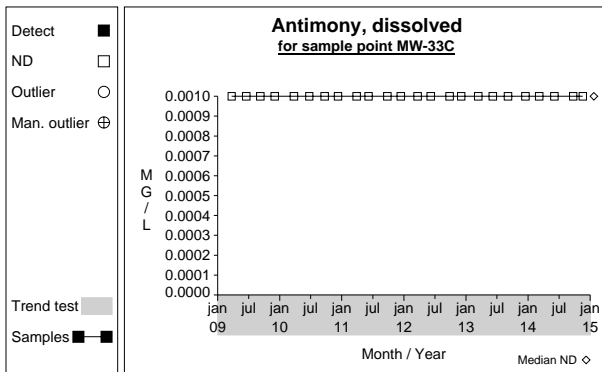 Detect
ND
Outlier
Man. outlier
Trend test
Samples
Antimony, dissolved
for sample point MW-33C
M
G
/
L
0.0010
0.0009
0.0008
0.0007
0.0006
0.0005
0.0004
0.0003
0.0002
0.0001
0.0000
jan jul jan jul jan jul jan jul jan jul jan jul jan
09 10 11 12 13 14 15
Month / Year
Median ND